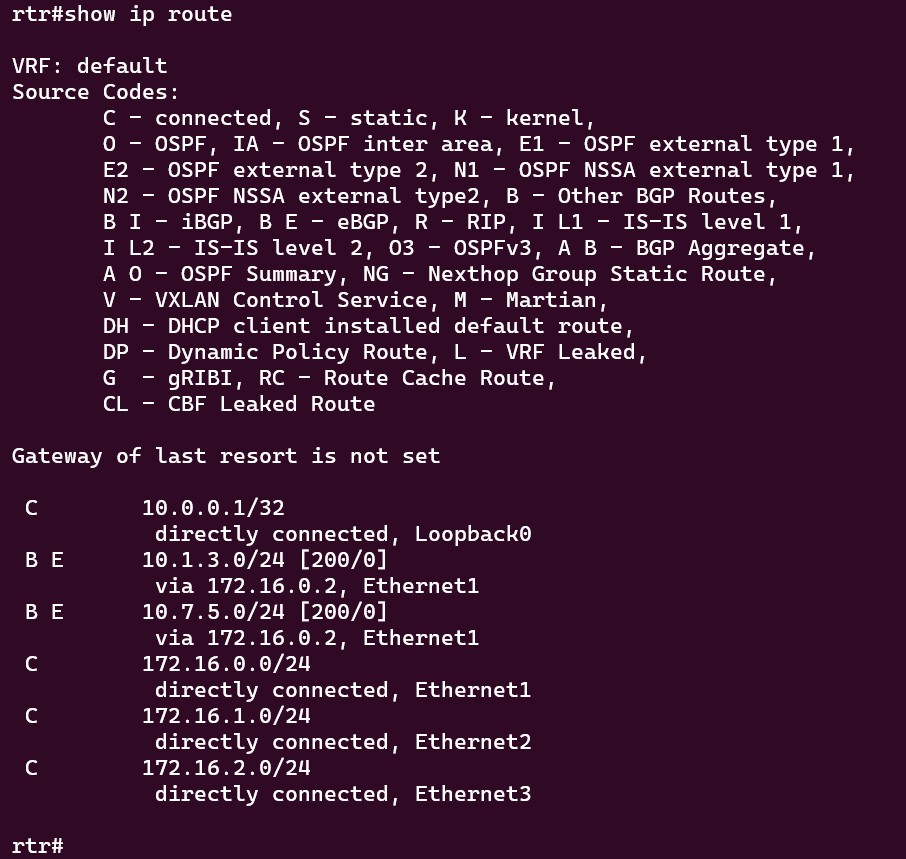 rtr#show ip route
VRF: default
Source Codes:
C - connected, S - static, K - kernel,
O - OSPF, IA - OSPF inter area, E1 - OSPF external type 1,
E2 - OSPF external type 2, N1 - OSPF NSSA external type 1,
N2 - OSPF NSSA external type2, B - Other BGP Routes,
B I - iBGP, B E - eBGP, R - RIP, I L1 - IS-IS level 1,
I L2 - IS-IS level 2, O3 - OSPFv3, A B - BGP Aggregate,
A O - OSPF Summary, NG - Nexthop Group Static Route,
V - VXLAN Control Service, M - Martian,
DH - DHCP client installed default route,
DP - Dynamic Policy Route, L - VRF Leaked,
G  - gRIBI, RC - Route Cache Route,
CL - CBF Leaked Route
Gateway of last resort is not set
C        10.0.0.1/32
directly connected, Loopback0
B E      10.1.3.0/24 [200/0]
via 172.16.0.2, Ethernet1
B E      10.7.5.0/24 [200/0]
via 172.16.0.2, Ethernet1
C        172.16.0.0/24
directly connected, Ethernet1
C        172.16.1.0/24
directly connected, Ethernet2
C        172.16.2.0/24
directly connected, Ethernet3
rtr#